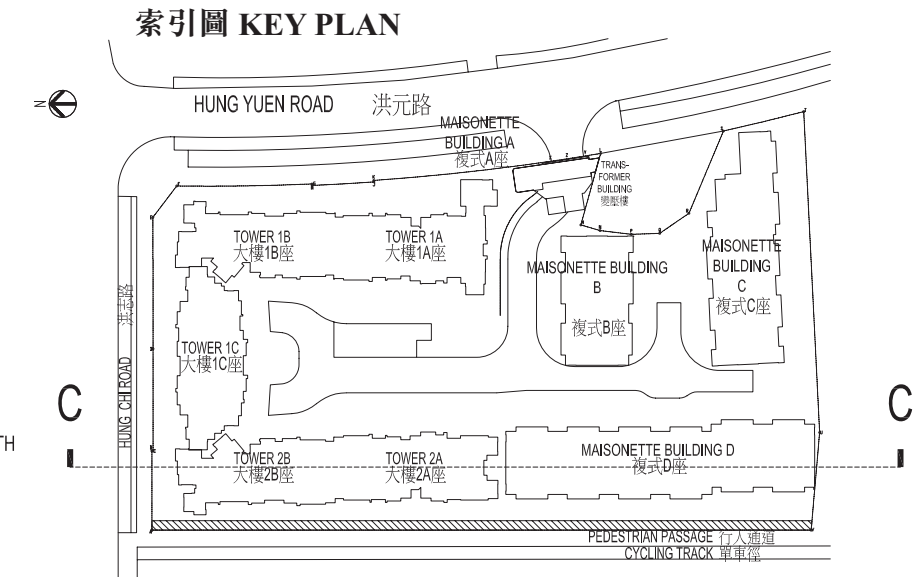 索引圖 KEY PLAN
N
HUNG YUEN ROAD 洪元路
MAISONETTE
BUILDING A
複式A座
TRANS-
FORMER
BUILDING
變壓樓
TOWER 1B
大樓1B座
TOWER 1A
大樓1A座
MAISONETTE BUILDING
B
複式B座
MAISONETTE
BUILDING
C
複式C座
洪志路
HUNG CHI ROAD
TOWER 1C
大樓1C座
C
C
TH
TOWER 2B
大樓2B座
TOWER 2A
大樓2A座
MAISONETTE BUILDING D
複式D座
PEDESTRIAN PASSAGE 行人通道
CYCLING TRACK 單車徑